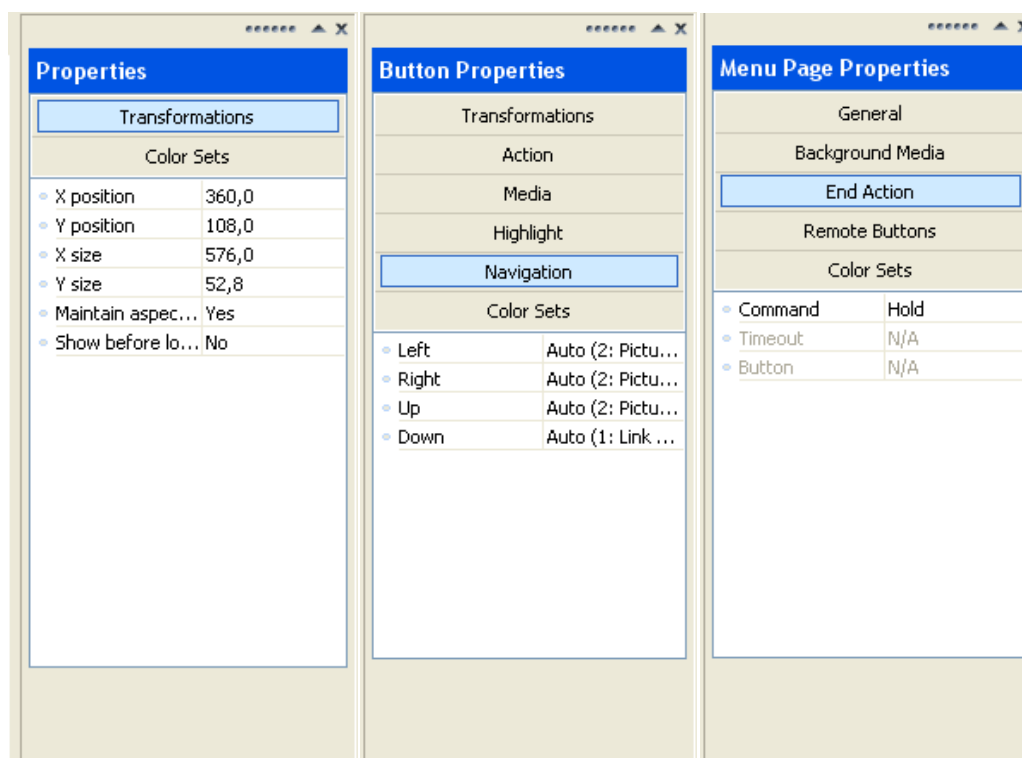 Properties
Transformations
Color Sets
X position 360,0
Y position 108,0
X size 576,0
Y size 52,8
Maintain aspec... Yes
Show before lo... No
Button Properties
Transformations
Action
Media
Highlight
Navigation
Color Sets
Left Auto (2: Pictu...
Right Auto (2: Pictu...
Up Auto (2: Pictu...
Down Auto (1: Link ...
Menu Page Properties
General
Background Media
End Action
Remote Buttons
Color Sets
Command Hold
Timeout N/A
Button N/A